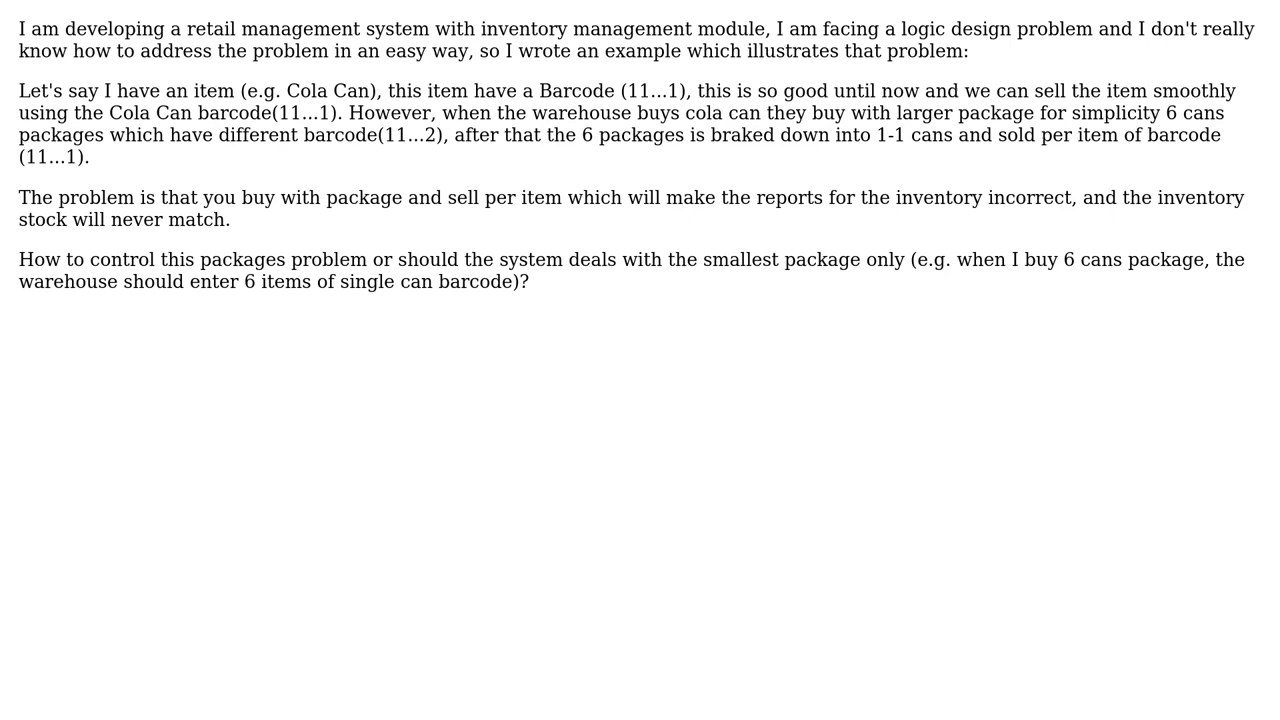 I am developing a retail management system with inventory management module, I am facing a logic design problem and I don't really
know how to address the problem in an easy way, so I wrote an example which illustrates that problem:
Let's say I have an item (e.g. Cola Can), this item have a Barcode (11...1), this is so good until now and we can sell the item smoothly
using the Cola Can barcode(11...1). However, when the warehouse buys cola can they buy with larger package for simplicity 6 cans
packages which have different barcode(11...2), after that the 6 packages is braked down into 1-1 cans and sold per item of barcode
(11...1).
The problem is that you buy with package and sell per item which will make the reports for the inventory incorrect, and the inventory
stock will never match.
How to control this packages problem or should the system deals with the smallest package only (e.g. when I buy 6 cans package, the
warehouse should enter 6 items of single can barcode)?